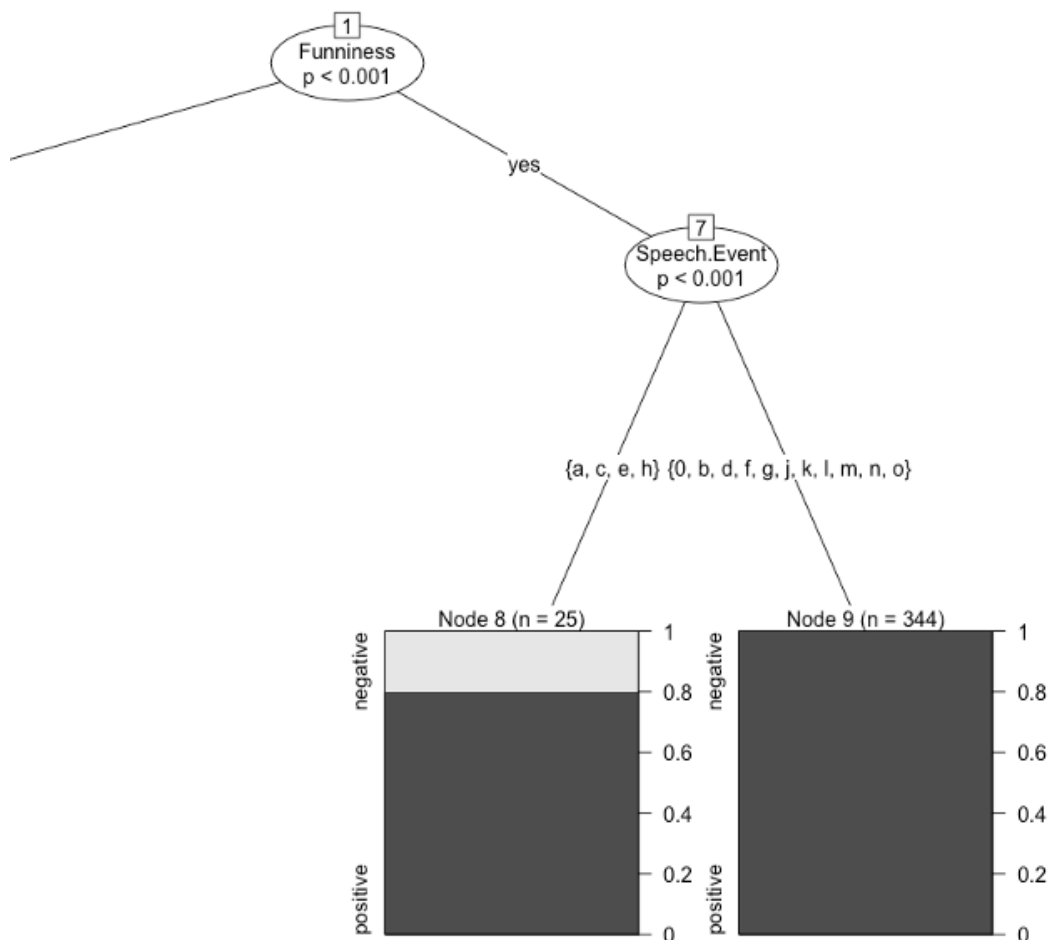 1
Funniness
p < 0.001
yes
7
Speech.Event
p < 0.001
{a, c, e, h} {0, b, d, f, g, j, k, l, m, n, o}
Node 8 (n = 25)
negative
positive
1
0.8
0.6
0.4
0.2
0
Node 9 (n = 344)
negative
positive
1
0.8
0.6
0.4
0.2
0